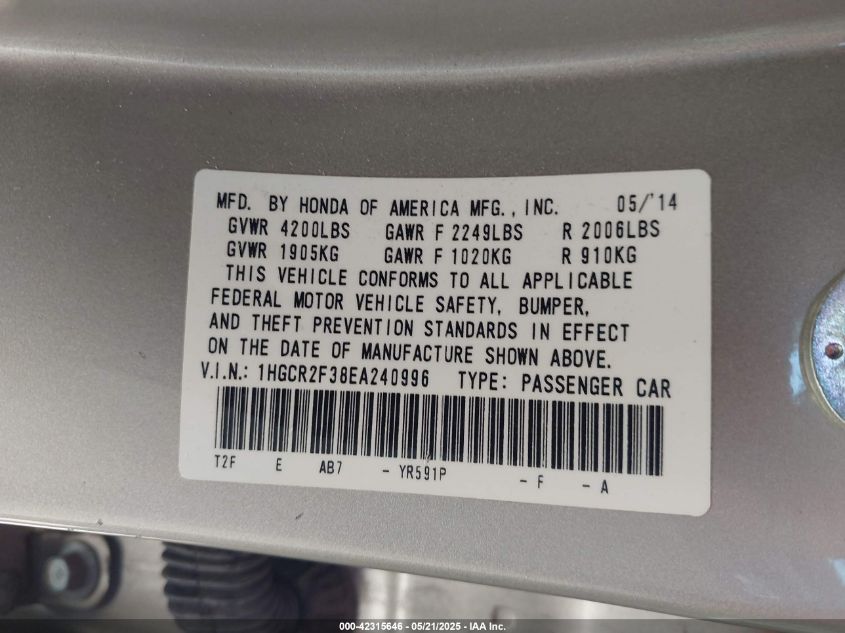 MFD. BY HONDA OF AMERICA MFG., INC. 05/'14
GVWR 4200LBS GAWR F 2249LBS R 2006LBS
GVWR 1905KG GAWR F 1020KG R 910KG
THIS VEHICLE CONFORMS TO ALL APPLICABLE
FEDERAL MOTOR VEHICLE SAFETY, BUMPER,
AND THEFT PREVENTION STANDARDS IN EFFECT
ON THE DATE OF MANUFACTURE SHOWN ABOVE.
V.I.N.: 1HGCR2F38EA240996 TYPE: PASSENGER CAR
T2F E AB7 - YR591P - F - A
000-42315646 - 05/21/2025 - IAA Inc.